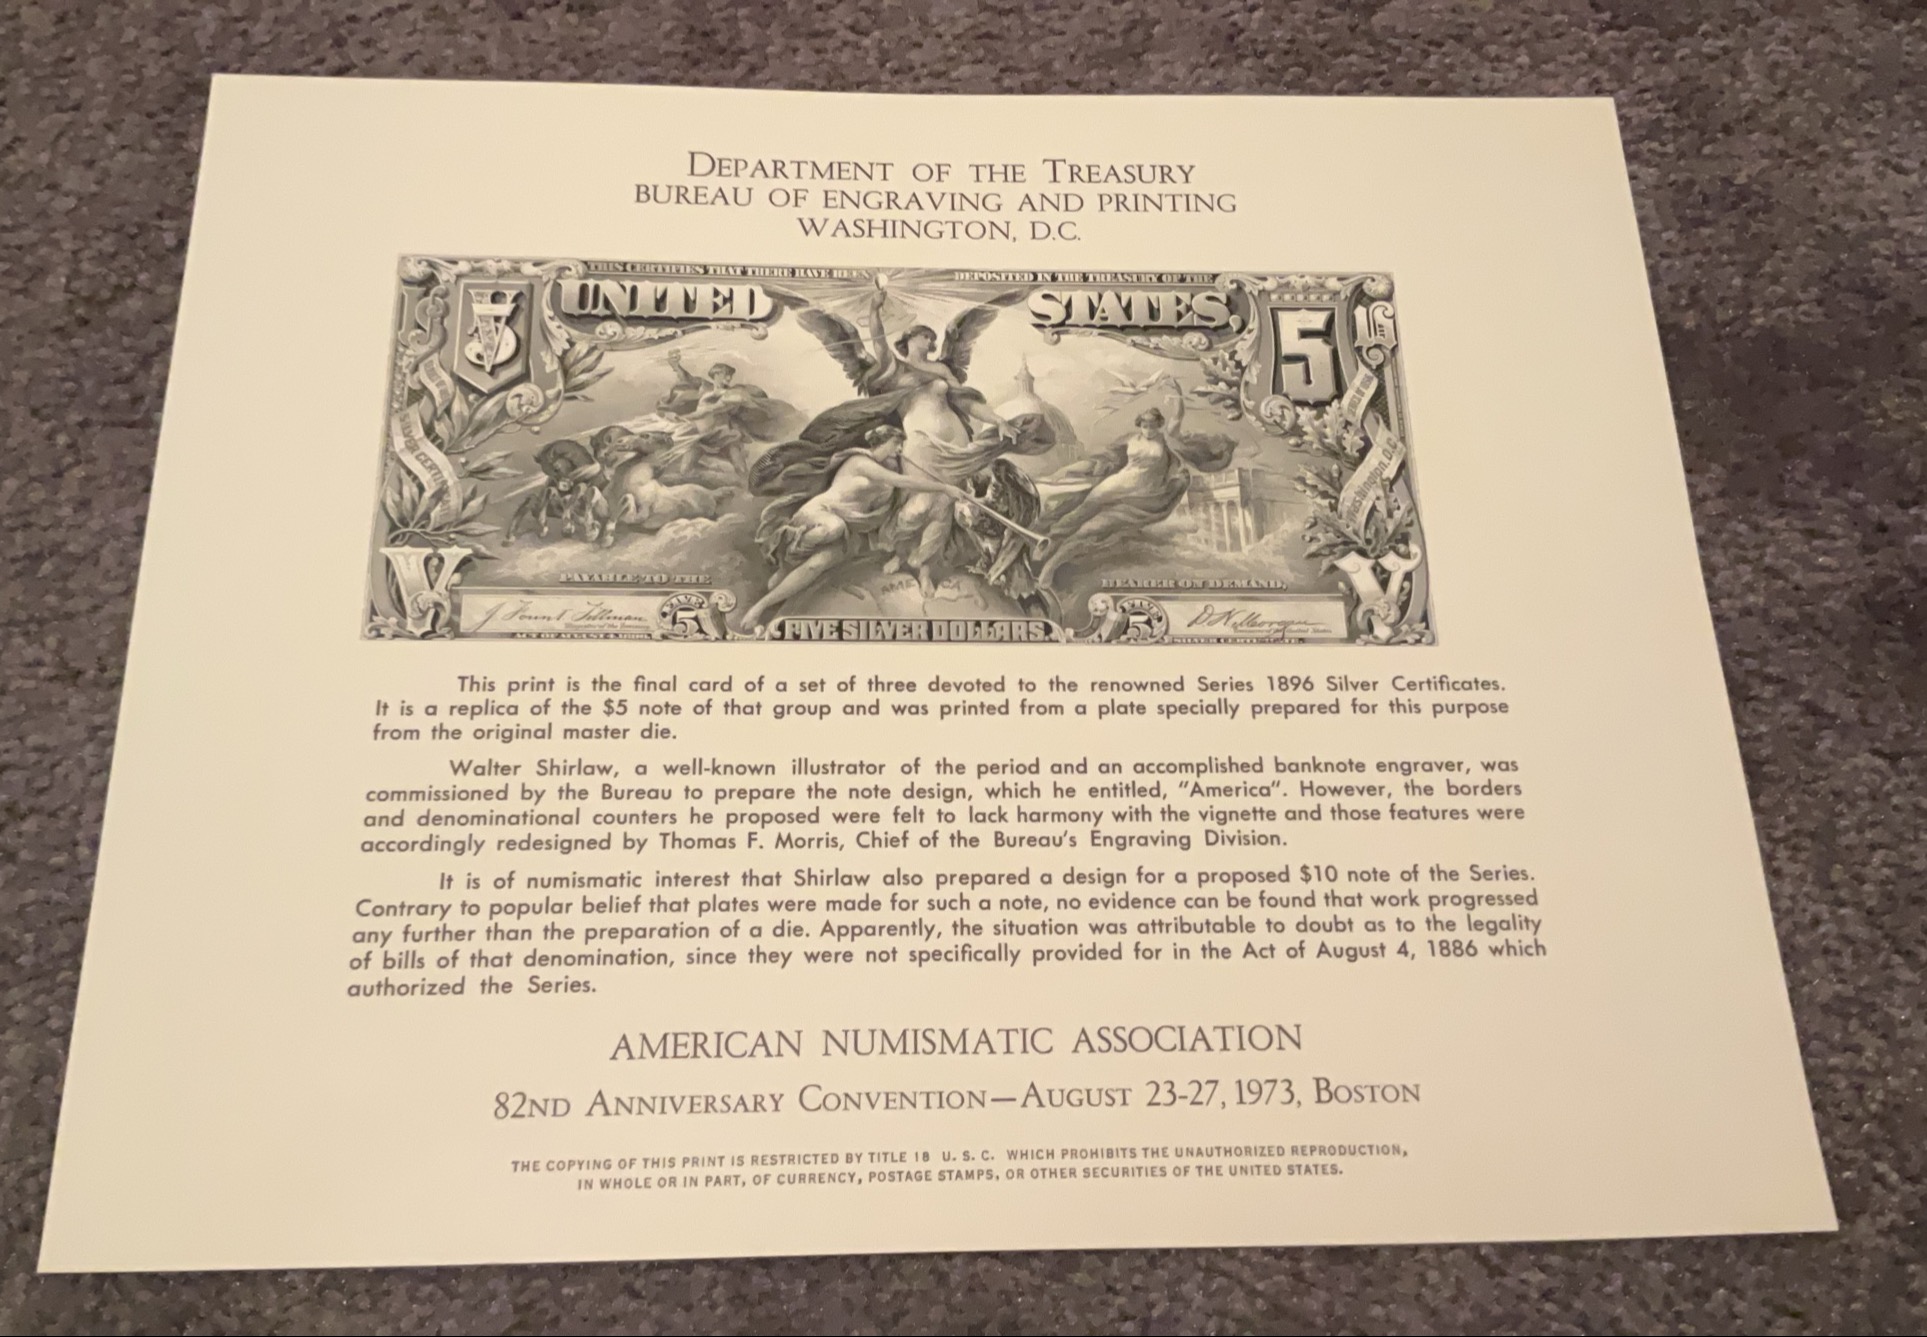 DEPARTMENT OF THE TREASURY
BUREAU OF ENGRAVING AND PRINTING
WASHINGTON, D.C.
THIS CERTIFIES THAT THERE HAVE BEEN DEPOSITED IN THE TREASURY OF THE
UNITED STATES,
5
Washington, D.C.
AMERICA
PAYABLE TO THE BEARER ON DEMAND,
V V
J Fount Tillman FIVE 5 FIVE 5
FIVE SILVER DOLLARS.
This print is the final card of a set of three devoted to the renowned Series 1896 Silver Certificates.
It is a replica of the $5 note of that group and was printed from a plate specially prepared for this purpose
from the original master die.
Walter Shirlaw, a well-known illustrator of the period and an accomplished banknote engraver, was
commissioned by the Bureau to prepare the note design, which he entitled, "America". However, the borders
and denominational counters he proposed were felt to lack harmony with the vignette and those features were
accordingly redesigned by Thomas F. Morris, Chief of the Bureau's Engraving Division.
It is of numismatic interest that Shirlaw also prepared a design for a proposed $10 note of the Series.
Contrary to popular belief that plates were made for such a note, no evidence can be found that work progressed
any further than the preparation of a die. Apparently, the situation was attributable to doubt as to the legality
of bills of that denomination, since they were not specifically provided for in the Act of August 4, 1886 which
authorized the Series.
AMERICAN NUMISMATIC ASSOCIATION
82ND ANNIVERSARY CONVENTION—AUGUST 23-27, 1973, BOSTON
THE COPYING OF THIS PRINT IS RESTRICTED BY TITLE 18 U. S. C. WHICH PROHIBITS THE UNAUTHORIZED REPRODUCTION,
IN WHOLE OR IN PART, OF CURRENCY, POSTAGE STAMPS, OR OTHER SECURITIES OF THE UNITED STATES.